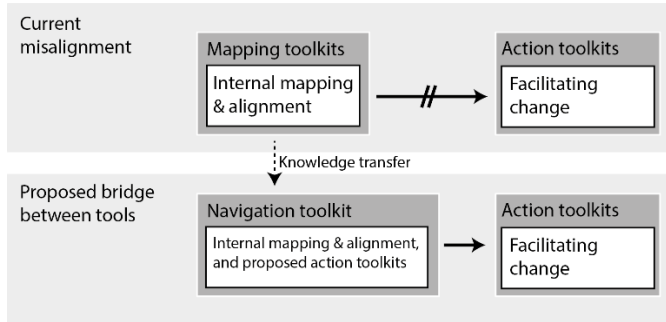 Current
misalignment
Mapping toolkits
Internal mapping
& alignment
Action toolkits
Facilitating
change
Knowledge transfer
Proposed bridge
between tools
Navigation toolkit
Internal mapping & alignment,
and proposed action toolkits
Action toolkits
Facilitating
change